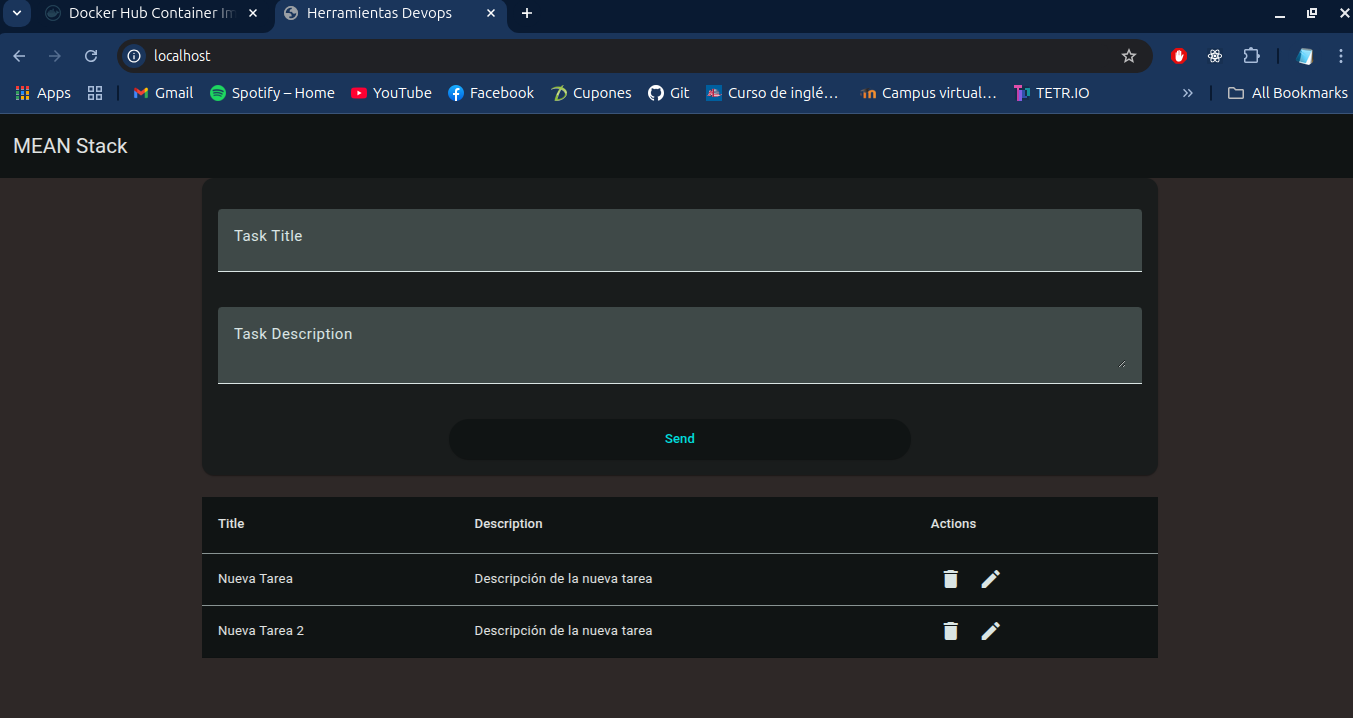 Docker Hub Container Im
Herramientas Devops
localhost
Apps
Gmail
Spotify – Home
YouTube
Facebook
Cupones
Git
Curso de inglé…
Campus virtual…
TETR.IO
»
All Bookmarks
MEAN Stack
Task Title
Task Description
Send
Title Description Actions
Nueva Tarea Descripción de la nueva tarea
Nueva Tarea 2 Descripción de la nueva tarea